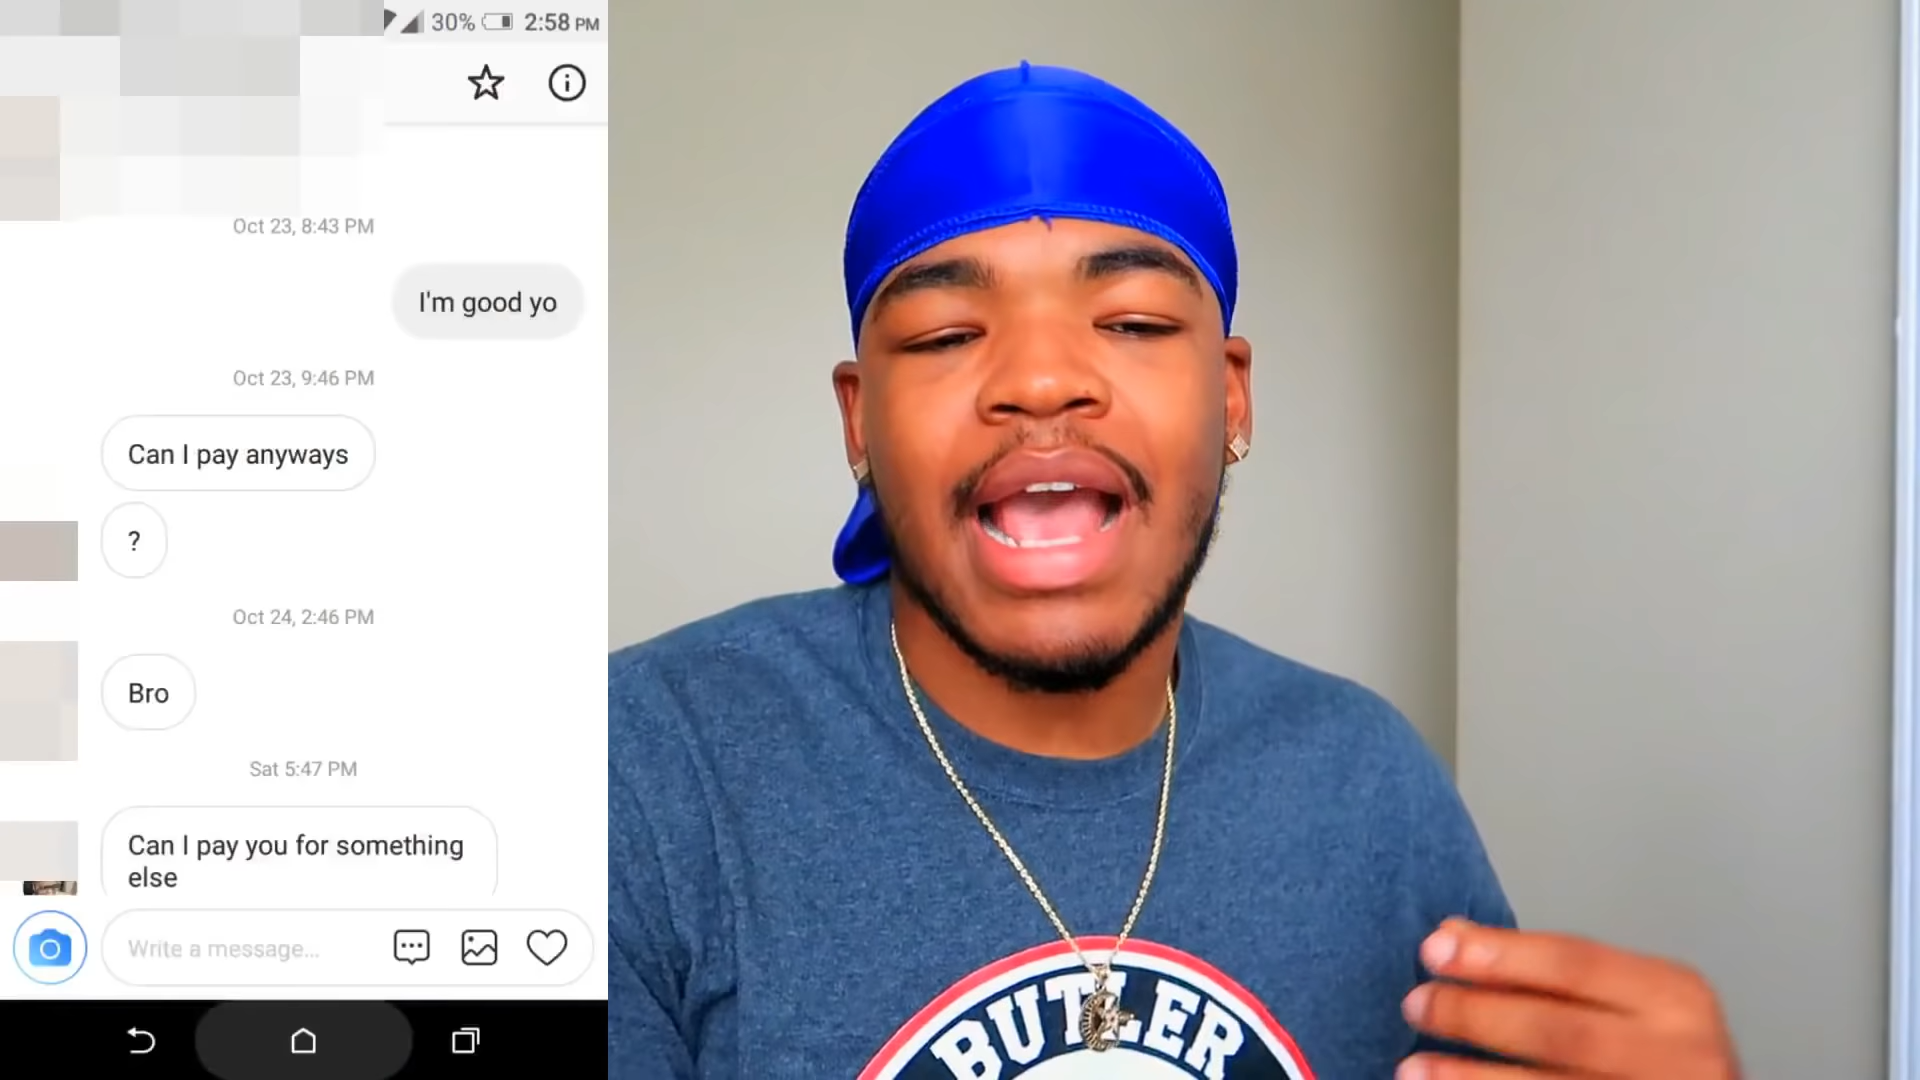 30% 2:58 PM
Oct 23, 8:43 PM
I'm good yo
Oct 23, 9:46 PM
Can I pay anyways
?
Oct 24, 2:46 PM
Bro
Sat 5:47 PM
Can I pay you for something
else
Write a message...
BUTLER